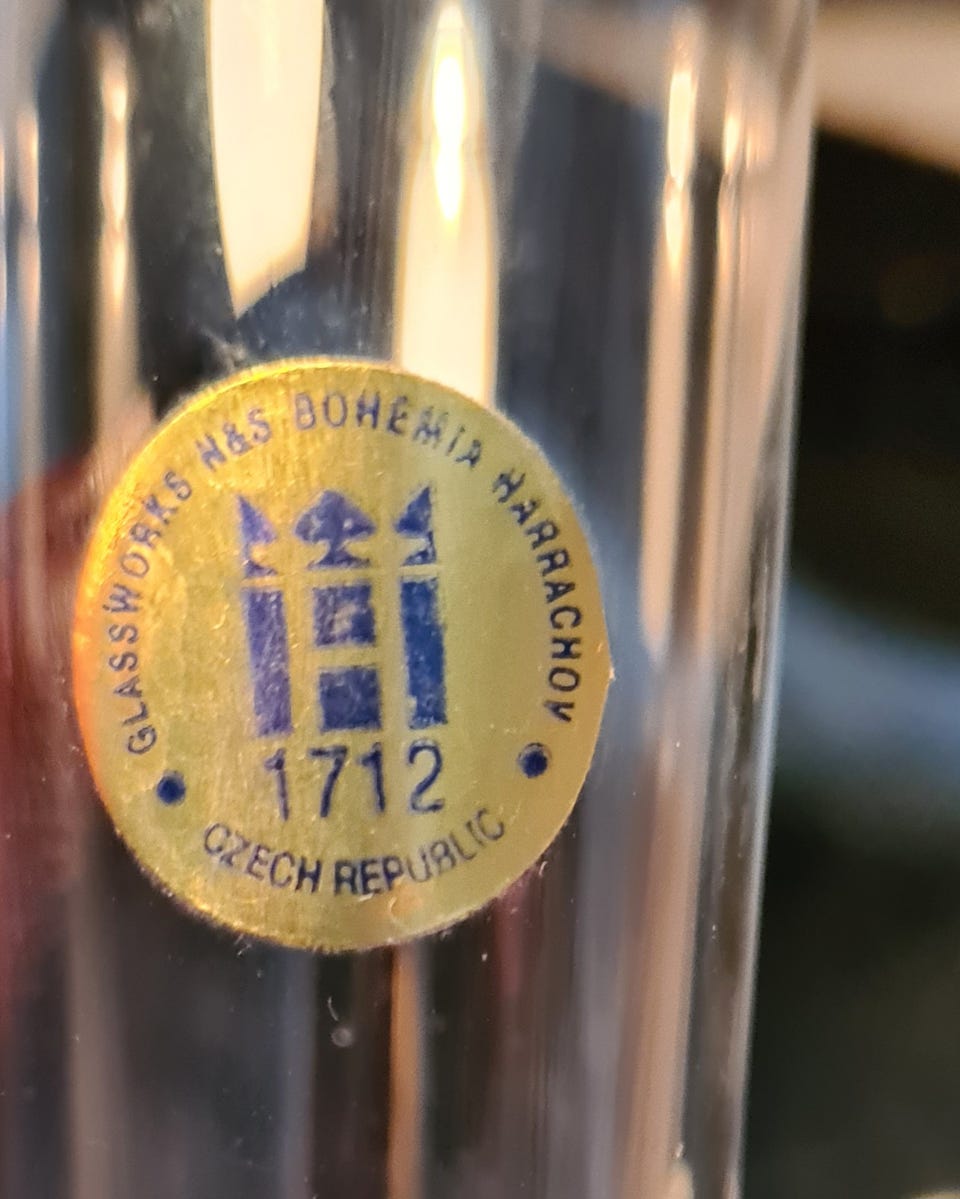 GLASSWORKS N&S BOHEMIA HARRACHOV
1712
CZECH REPUBLIC